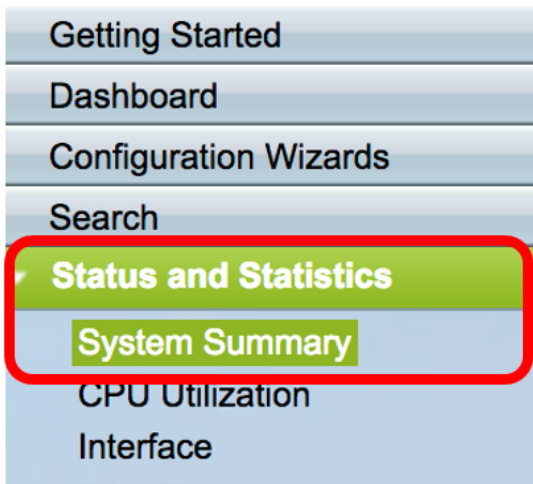 Getting Started
Dashboard
Configuration Wizards
Search
Status and Statistics
System Summary
CPU Utilization
Interface